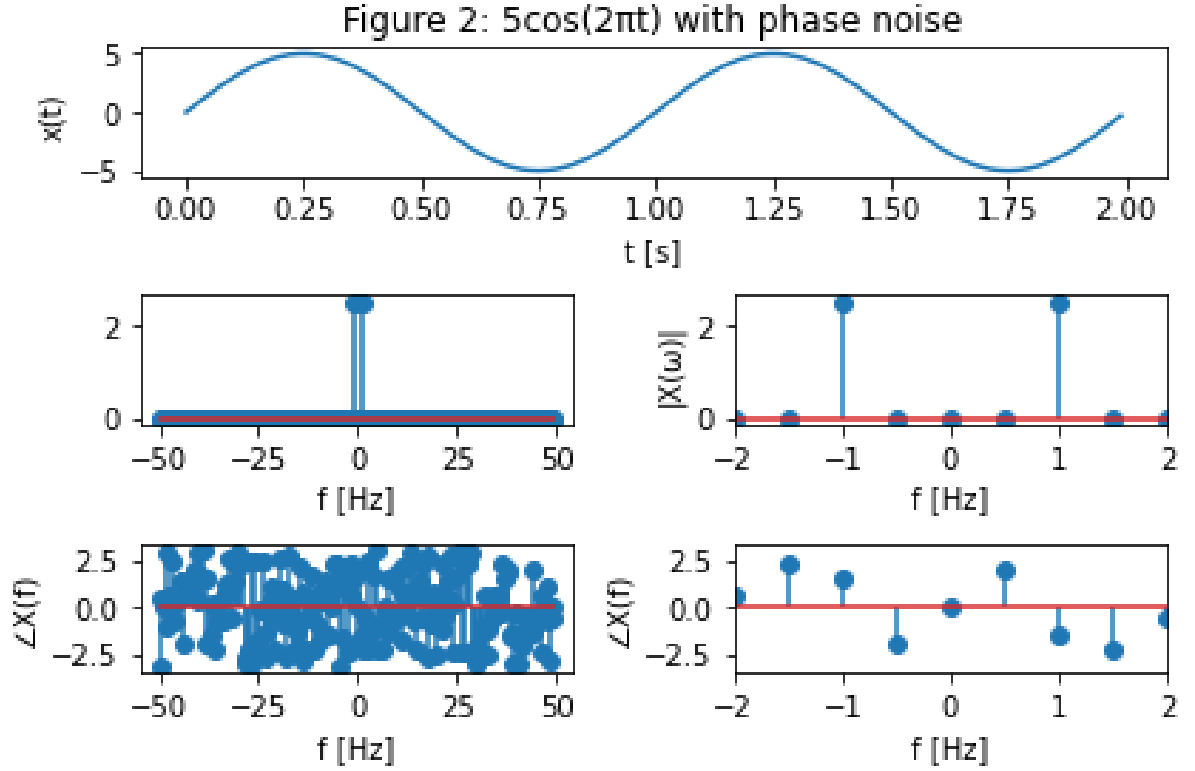 Figure 2: 5cos(2πt) with phase noise
x(t)
5
0
−5
0.00 0.25 0.50 0.75 1.00 1.25 1.50 1.75 2.00
t [s]
2
0
−50 −25 0 25 50
f [Hz]
|X(ω)|
2
0
−2 −1 0 1 2
f [Hz]
∠X(f)
2.5
0.0
−2.5
−50 −25 0 25 50
f [Hz]
∠X(f)
2.5
0.0
−2.5
−2 −1 0 1 2
f [Hz]